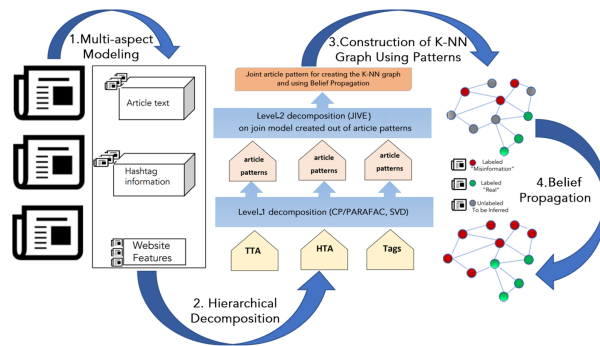 1.Multi-aspect
Modeling
Article text
Hashtag
information
Website
Features
2. Hierarchical
Decomposition
3.Construction of K-NN
Graph Using Patterns
Joint article pattern for creating the K-NN graph
and using Belief Propagation
Level-2 decomposition (JIVE)
on join model created out of article patterns
article
patterns
article
patterns
article
patterns
Level-1 decomposition (CP/PARAFAC, SVD)
TTA
HTA
Tags
Labeled
"Misinformation"
Labeled
"Real"
Unlabeled
To be Inferred
4.Belief
Propagation